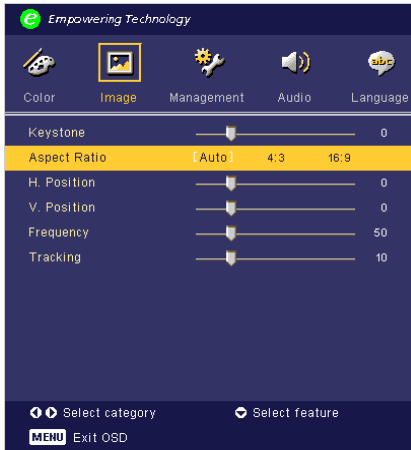 e Empowering Technology
abc
Color Image Management Audio Language
Keystone 0
Aspect Ratio [Auto] 4:3 16:9
H. Position 0
V. Position 0
Frequency 50
Tracking 10
Select category Select feature
MENU Exit OSD